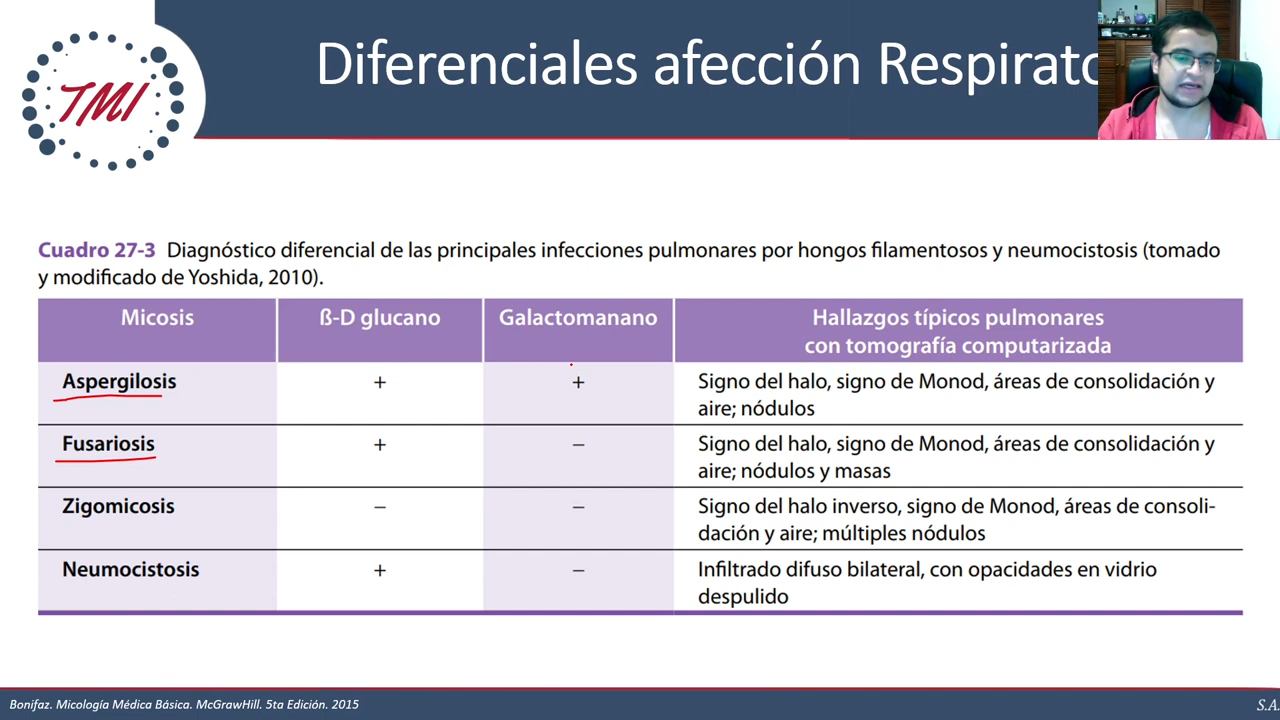 TMI
Diferenciales afección Respirato
Cuadro 27-3 Diagnóstico diferencial de las principales infecciones pulmonares por hongos filamentosos y neumocistosis (tomado
y modificado de Yoshida, 2010).
Micosis ß-D glucano Galactomanano Hallazgos típicos pulmonares
con tomografía computarizada
Aspergilosis + + Signo del halo, signo de Monod, áreas de consolidación y
aire; nódulos
Fusariosis + – Signo del halo, signo de Monod, áreas de consolidación y
aire; nódulos y masas
Zigomicosis – – Signo del halo inverso, signo de Monod, áreas de consoli-
dación y aire; múltiples nódulos
Neumocistosis + – Infiltrado difuso bilateral, con opacidades en vidrio
despulido
Bonifaz. Micología Médica Básica. McGrawHill. 5ta Edición. 2015
S.A.